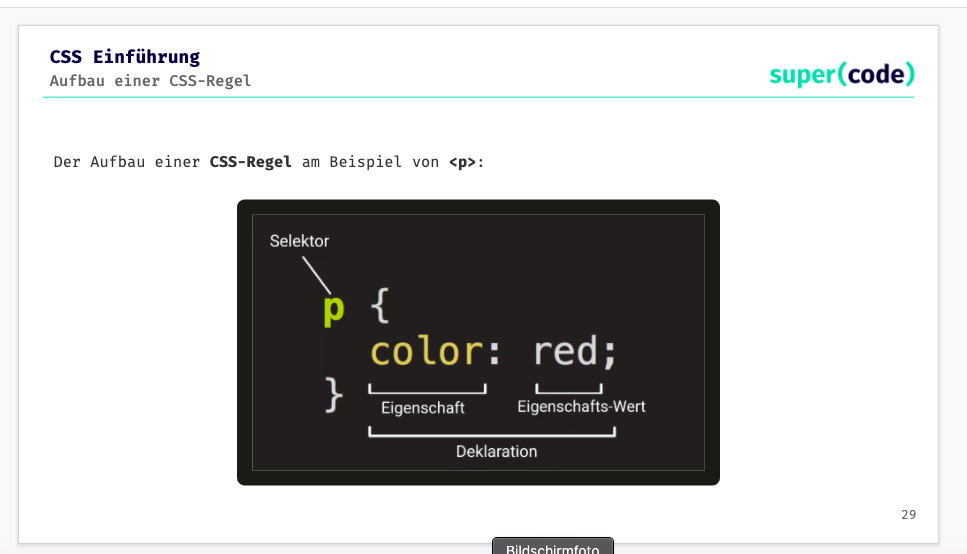 CSS Einführung
Aufbau einer CSS-Regel
super(code)
Der Aufbau einer CSS-Regel am Beispiel von <p>:
Selektor
p {
color: red;
}
Eigenschaft Eigenschafts-Wert
Deklaration
29
Bildschirmfoto